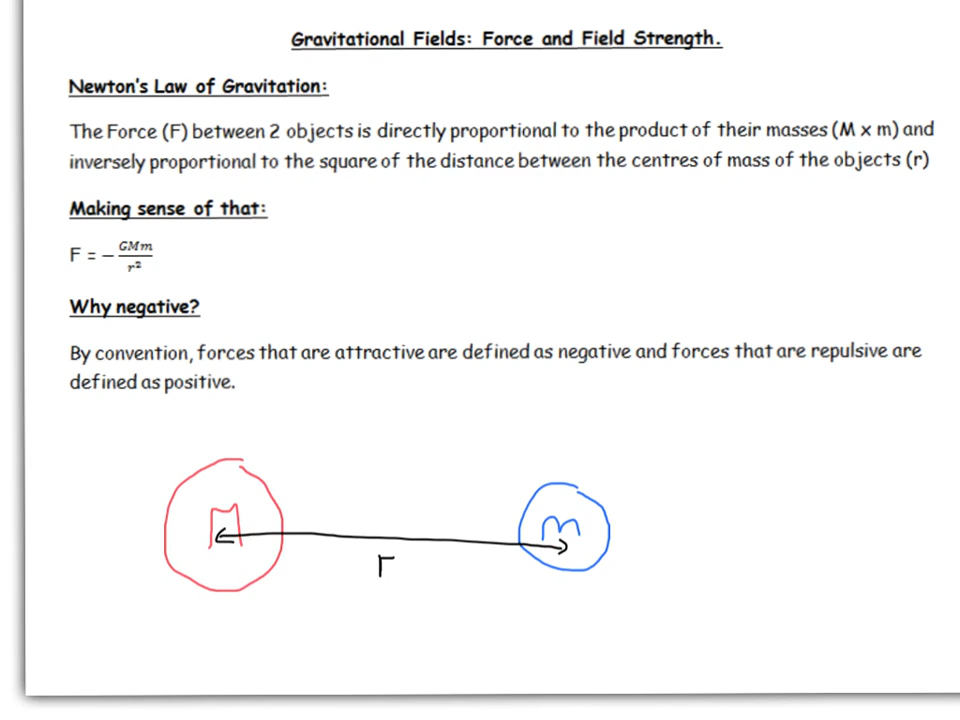 Gravitational Fields: Force and Field Strength.
Newton's Law of Gravitation:
The Force (F) between 2 objects is directly proportional to the product of their masses (M x m) and
inversely proportional to the square of the distance between the centres of mass of the objects (r)
Making sense of that:
F = − GMm / r²
Why negative?
By convention, forces that are attractive are defined as negative and forces that are repulsive are
defined as positive.
M m
r